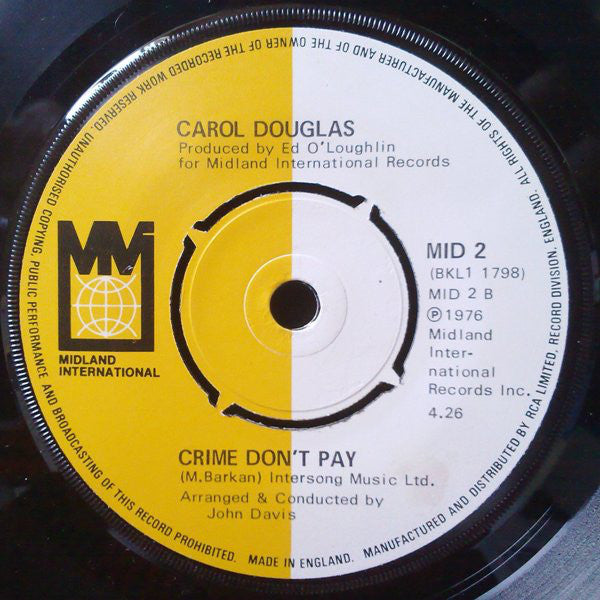 CAROL DOUGLAS
Produced by Ed O'Loughlin
for Midland International Records
MID 2
(BKL1 1798)
MID 2 B
Ⓟ1976
Midland
Inter-
national
Records Inc.
4.26
MMi
MIDLAND
INTERNATIONAL
CRIME DON'T PAY
(M.Barkan) Intersong Music Ltd.
Arranged & Conducted by
John Davis
MANUFACTURED AND DISTRIBUTED BY RCA LIMITED, RECORD DIVISION, ENGLAND. ALL RIGHTS OF THE MANUFACTURER AND OF THE OWNER OF THE RECORDED WORK RESERVED. UNAUTHORISED COPYING, PUBLIC PERFORMANCE AND BROADCASTING OF THIS RECORD PROHIBITED. MADE IN ENGLAND.